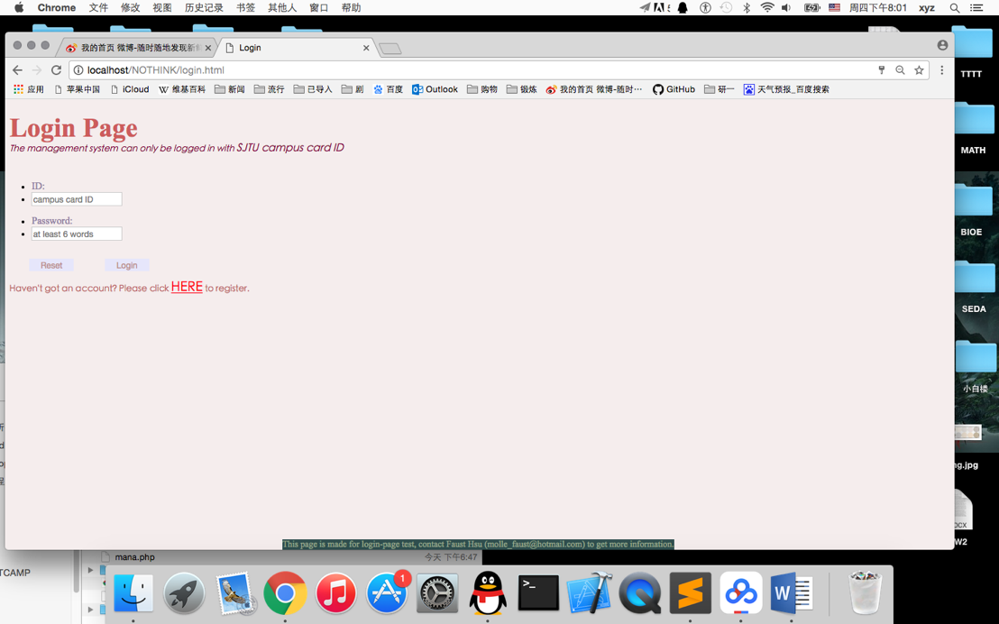 Chrome 文件 修改 视图 历史记录 书签 其他人 窗口 帮助 周四下午8:01 xyz
我的首页 微博-随时随地发现新 Login
localhost/NOTHINK/login.html
应用 苹果中国 iCloud 维基百科 新闻 流行 已导入 剧 百度 Outlook 购物 锻炼 我的首页 微博-随时… GitHub 研一 天气预报_百度搜索
TTTT
Login Page
The management system can only be logged in with SJTU campus card ID
MATH
ID:
campus card ID
Password:
at least 6 words
BIOE
Reset Login
Haven't got an account? Please click HERE to register.
SEDA
小白楼
ng.jpg
This page is made for login-page test, contact Faust Hsu (molle_faust@hotmail.com) to get more information.
W2
mana.php 今天 下午6:47
TCAMP
1